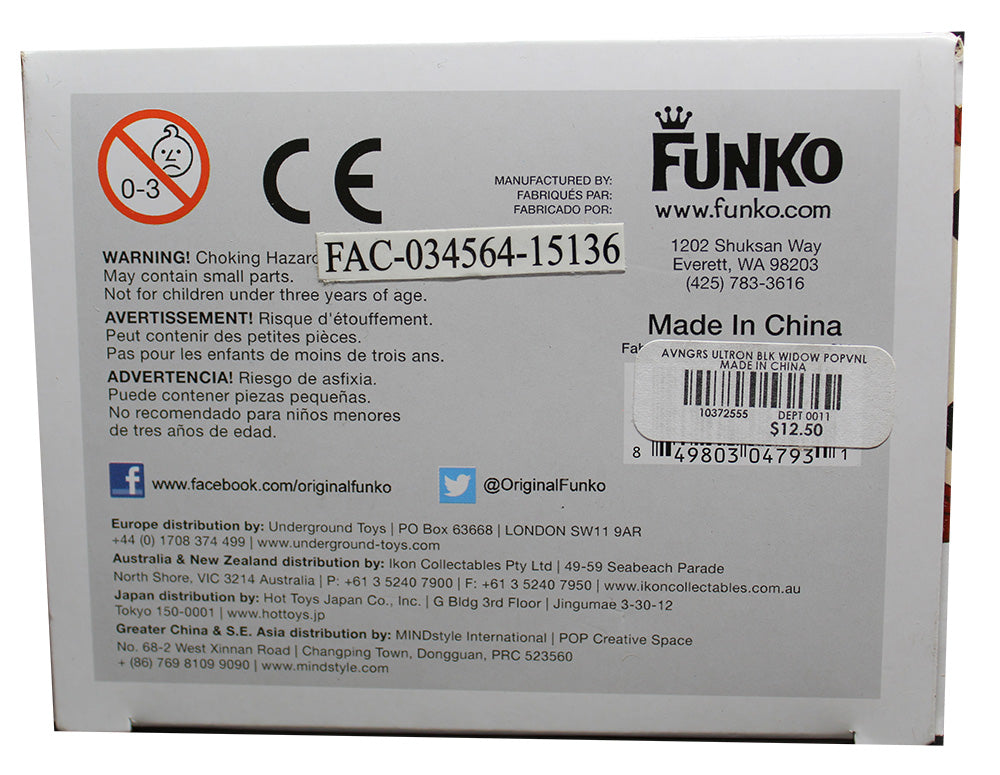 0-3
CE
MANUFACTURED BY:
FABRIQUÉS PAR:
FABRICADO POR:
FUNKO
www.funko.com
1202 Shuksan Way
Everett, WA 98203
(425) 783-3616
Made In China
FAC-034564-15136
WARNING! Choking
May contain small parts.
Not for children under three years of age.
AVERTISSEMENT! Risque d'étouffement.
Peut contenir des petites pièces.
Pas pour les enfants de moins de trois ans.
ADVERTENCIA! Riesgo de asfixia.
Puede contener piezas pequeñas.
No recomendado para niños menores
de tres años de edad.
AVNGRS ULTRON BLK WIDOW POPVNL
MADE IN CHINA
10372555 DEPT 0011
$12.50
8 49803 04793 1
f www.facebook.com/originalfunko
@OriginalFunko
Europe distribution by: Underground Toys | PO Box 63668 | LONDON SW11 9AR
+44 (0) 1708 374 499 | www.underground-toys.com
Australia & New Zealand distribution by: Ikon Collectables Pty Ltd | 49-59 Seabeach Parade
North Shore, VIC 3214 Australia | P: +61 3 5240 7900 | F: +61 3 5240 7950 | www.ikoncollectables.com.au
Japan distribution by: Hot Toys Japan Co., Inc. | G Bldg 3rd Floor | Jingumae 3-30-12
Tokyo 150-0001 | www.hottoys.jp
Greater China & S.E. Asia distribution by: MINDstyle International | POP Creative Space
No. 68-2 West Xinnan Road | Changping Town, Dongguan, PRC 523560
+ (86) 769 8109 9090 | www.mindstyle.com